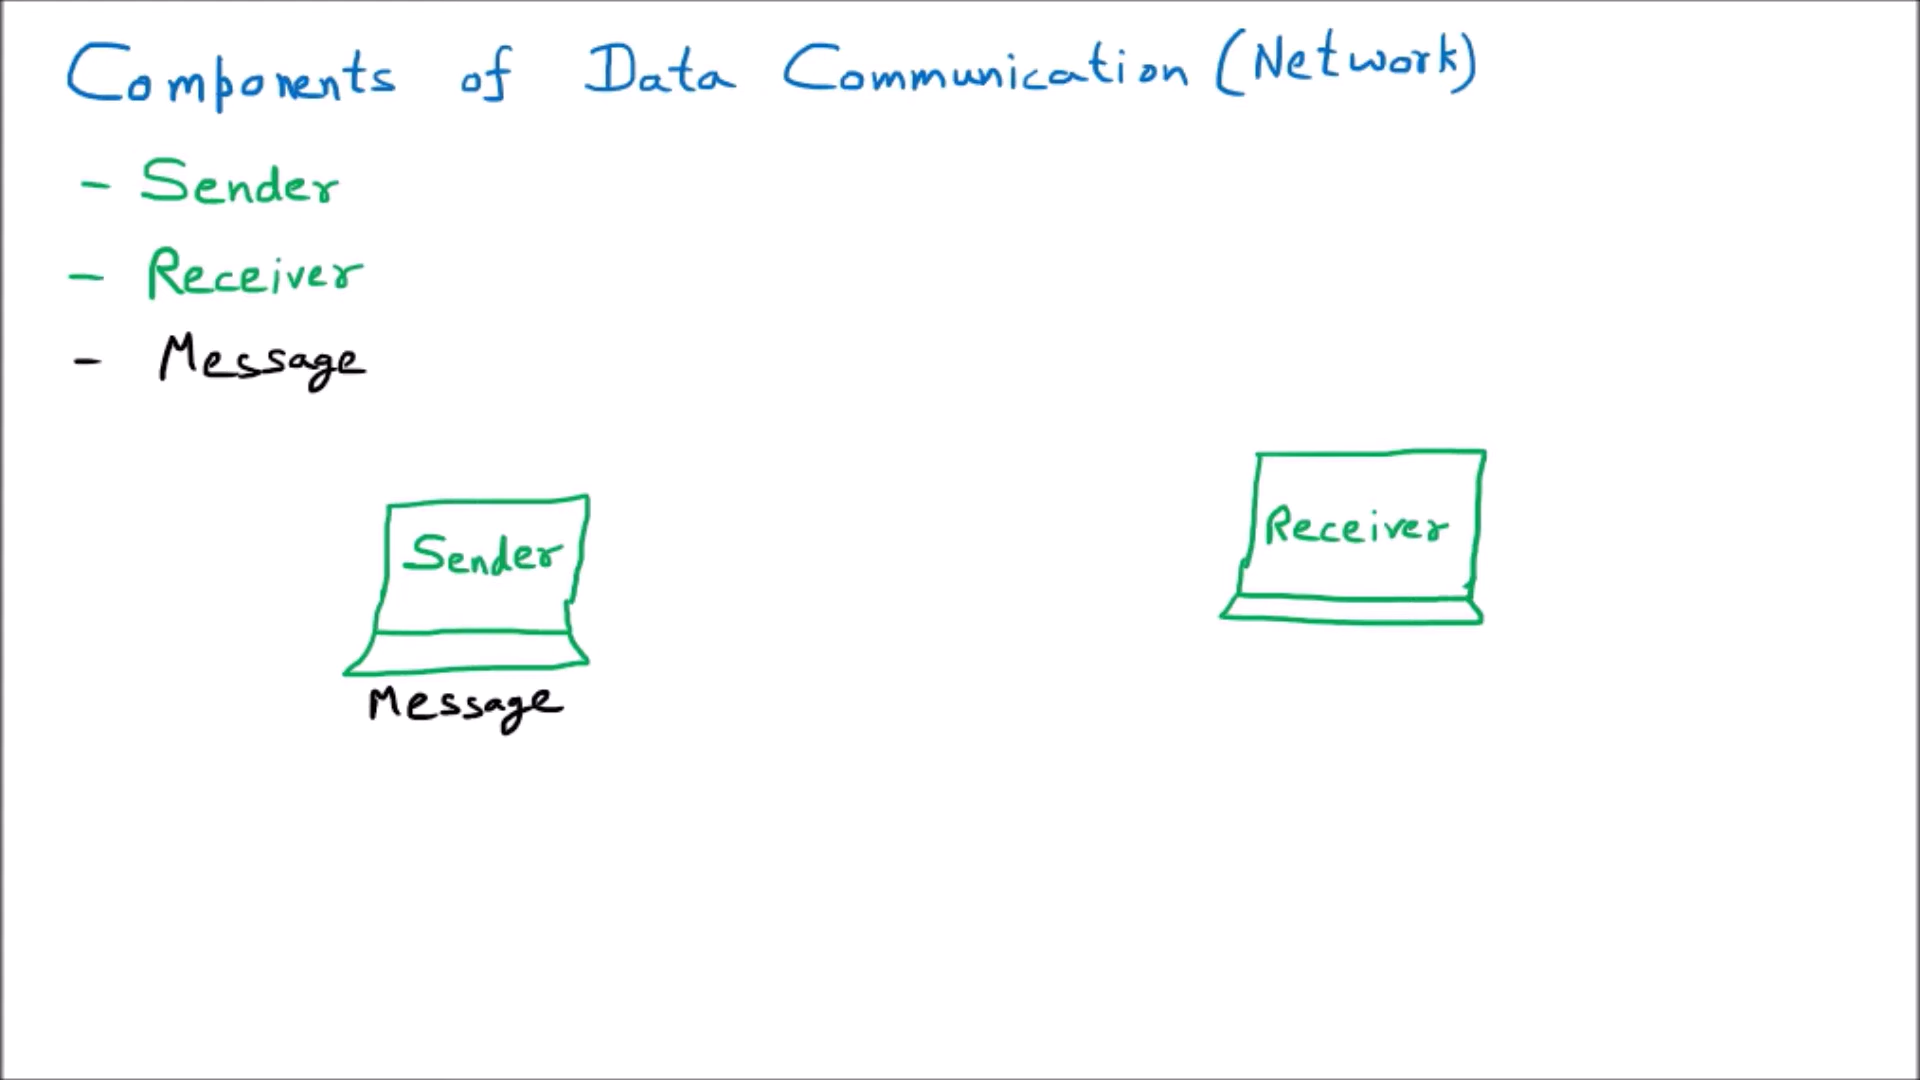 Components of Data Communication (Network)
- Sender
- Receiver
- Message
Receiver
Sender
Message